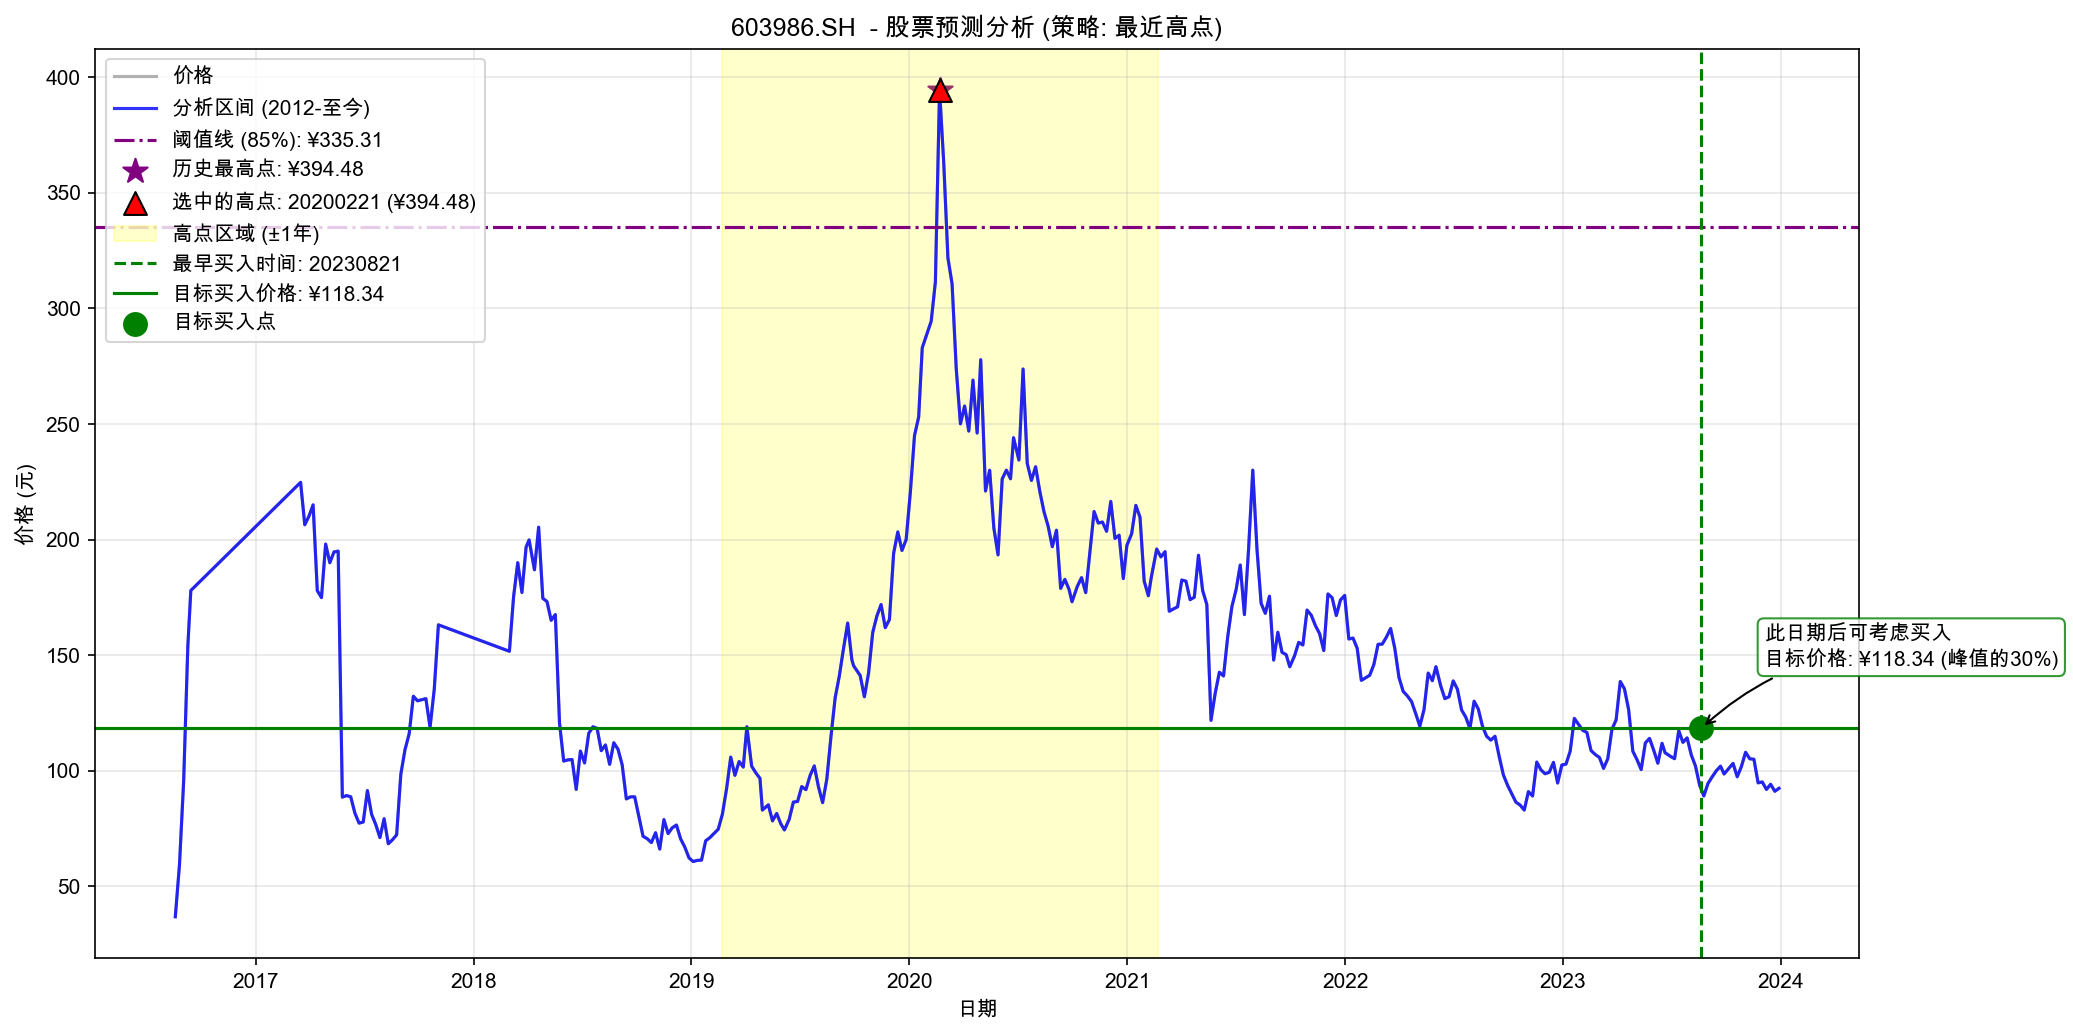 603986.SH  - 股票预测分析 (策略: 最近高点)
价格
分析区间 (2012-至今)
阈值线 (85%): ¥335.31
历史最高点: ¥394.48
选中的高点: 20200221 (¥394.48)
高点区域 (±1年)
最早买入时间: 20230821
目标买入价格: ¥118.34
目标买入点
400
350
300
250
200
150
100
50
价格 (元)
此日期后可考虑买入
目标价格: ¥118.34 (峰值的30%)
2017
2018
2019
2020
2021
2022
2023
2024
日期